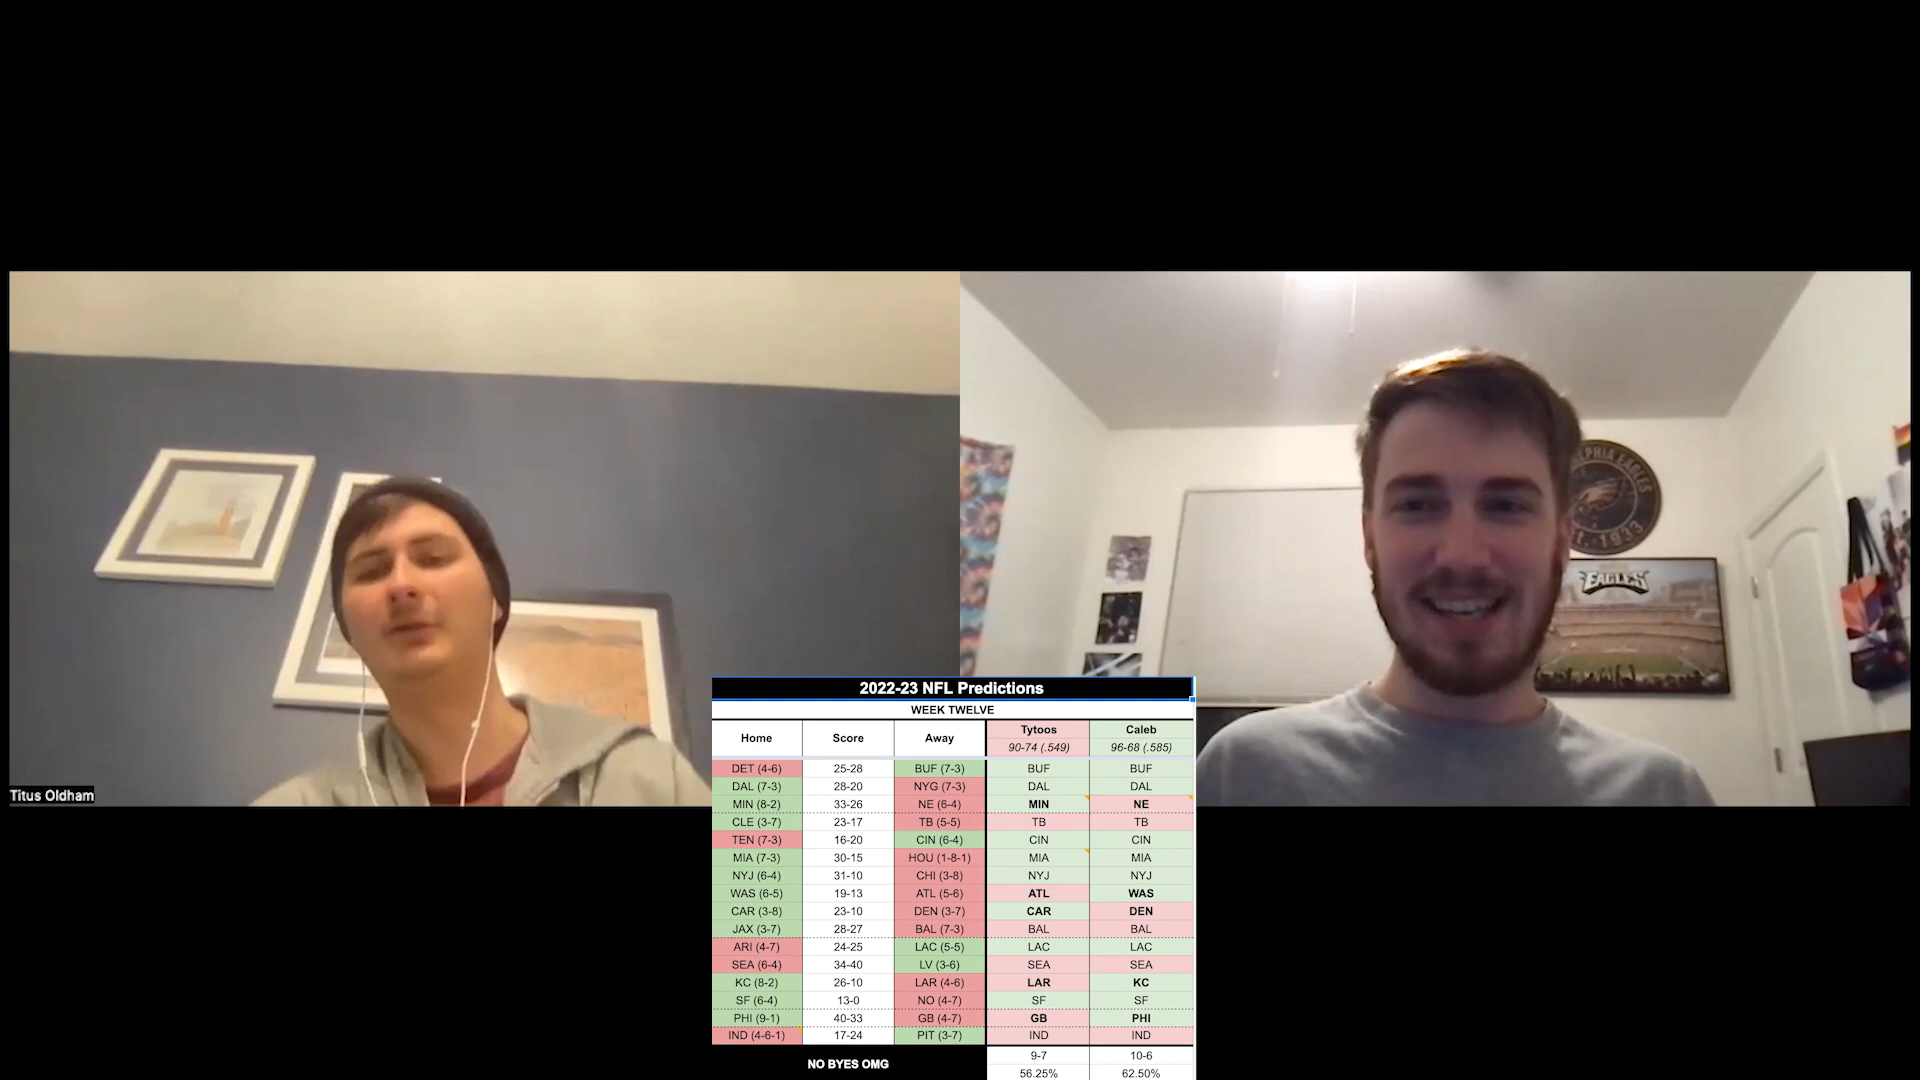 PHIA EAGLES
EST. 1933
EAGLES
Titus Oldham
2022-23 NFL Predictions
WEEK TWELVE
Home Score Away Tytoos Caleb
90-74 (.549) 96-68 (.585)
DET (4-6) 25-28 BUF (7-3) BUF BUF
DAL (7-3) 28-20 NYG (7-3) DAL DAL
MIN (8-2) 33-26 NE (6-4) MIN NE
CLE (3-7) 23-17 TB (5-5) TB TB
TEN (7-3) 16-20 CIN (6-4) CIN CIN
MIA (7-3) 30-15 HOU (1-8-1) MIA MIA
NYJ (6-4) 31-10 CHI (3-8) NYJ NYJ
WAS (6-5) 19-13 ATL (5-6) ATL WAS
CAR (3-8) 23-10 DEN (3-7) CAR DEN
JAX (3-7) 28-27 BAL (7-3) BAL BAL
ARI (4-7) 24-25 LAC (5-5) LAC LAC
SEA (6-4) 34-40 LV (3-6) SEA SEA
KC (8-2) 26-10 LAR (4-6) LAR KC
SF (6-4) 13-0 NO (4-7) SF SF
PHI (9-1) 40-33 GB (4-7) GB PHI
IND (4-6-1) 17-24 PIT (3-7) IND IND
NO BYES OMG
9-7 10-6
56.25% 62.50%